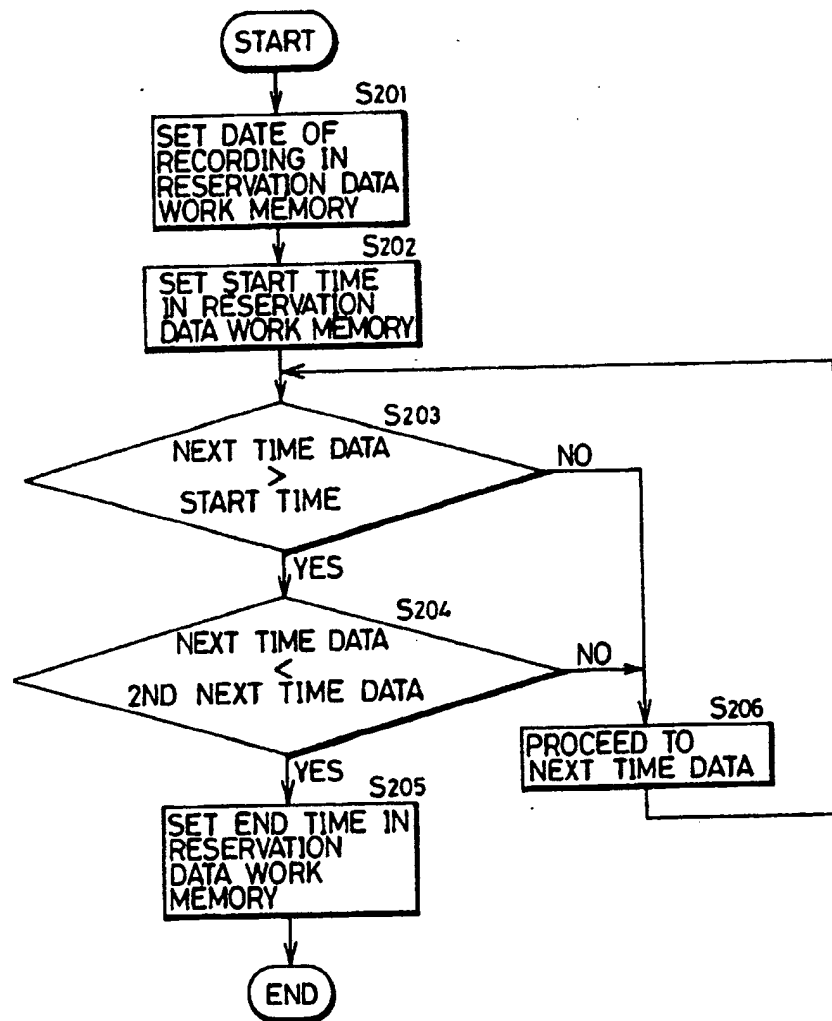 START
S201
SET DATE OF
RECORDING IN
RESERVATION DATA
WORK MEMORY
S202
SET START TIME
IN RESERVATION
DATA WORK MEMORY
S203
NEXT TIME DATA
>
START TIME
NO
YES
S204
NEXT TIME DATA
<
2ND NEXT TIME DATA
NO
S206
PROCEED TO
NEXT TIME DATA
YES
S205
SET END TIME IN
RESERVATION
DATA WORK
MEMORY
END